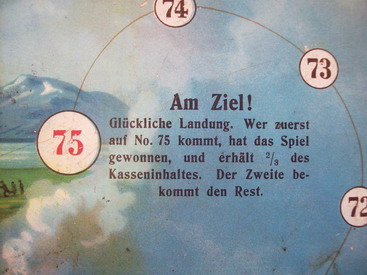 74
73
Am Ziel!
Glückliche Landung. Wer zuerst
auf No. 75 kommt, hat das Spiel
gewonnen, und erhält 2/3 des
Kasseninhaltes. Der Zweite be-
kommt den Rest.
75
72